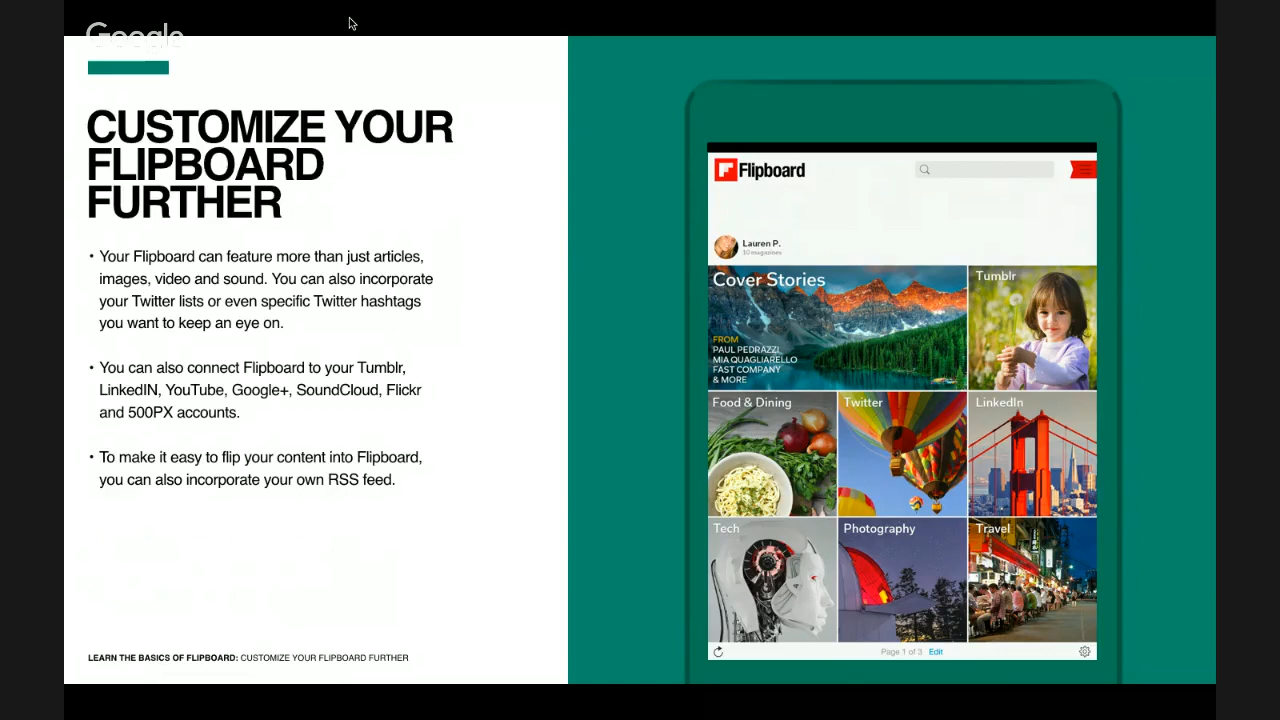 Google
CUSTOMIZE YOUR
FLIPBOARD
FURTHER
• Your Flipboard can feature more than just articles,
images, video and sound. You can also incorporate
your Twitter lists or even specific Twitter hashtags
you want to keep an eye on.
• You can also connect Flipboard to your Tumblr,
LinkedIN, YouTube, Google+, SoundCloud, Flickr
and 500PX accounts.
• To make it easy to flip your content into Flipboard,
you can also incorporate your own RSS feed.
LEARN THE BASICS OF FLIPBOARD: CUSTOMIZE YOUR FLIPBOARD FURTHER
Flipboard
Lauren P.
10 magazines
Cover Stories
FROM
PAUL PEDRAZZI,
MIA QUAGLIARELLO
FAST COMPANY
& MORE
Tumblr
Food & Dining
Twitter
LinkedIn
Tech
Photography
Travel
Page 1 of 3 Edit